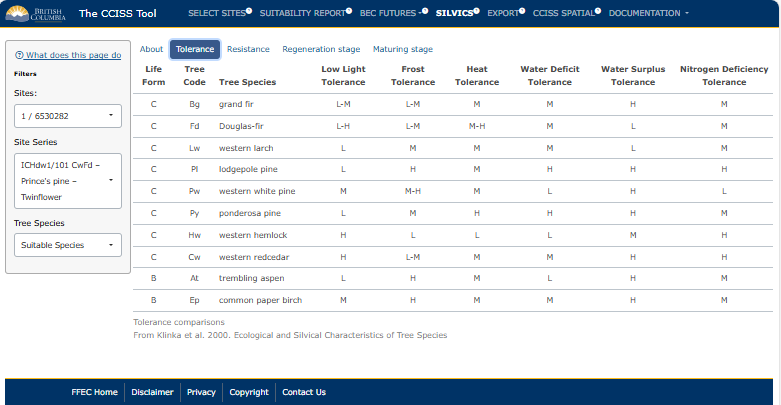 BRITISH COLUMBIA The CCISS Tool SELECT SITES SUITABILITY REPORT BEC FUTURES SILVICS EXPORT CCISS SPATIAL DOCUMENTATION
What does this page do
Filters
Sites:
1 / 6530282
Site Series
ICHdw1/101 CwFd –
Prince's pine –
Twinflower
Tree Species
Suitable Species
About Tolerance Resistance Regeneration stage Maturing stage
Life Form Tree Code Tree Species Low Light Tolerance Frost Tolerance Heat Tolerance Water Deficit Tolerance Water Surplus Tolerance Nitrogen Deficiency Tolerance
C Bg grand fir L-M L-M M M H M
C Fd Douglas-fir L-H L-M M-H M L M
C Lw western larch L M M M L M
C Pl lodgepole pine L H M H H H
C Pw western white pine M M-H M L H L
C Py ponderosa pine L M H H H M
C Hw western hemlock H L L L M H
C Cw western redcedar H L-M M M H H
B At trembling aspen L H M L H M
B Ep common paper birch M H M M H M
Tolerance comparisons
From Klinka et al. 2000. Ecological and Silvical Characteristics of Tree Species
FFEC Home Disclaimer Privacy Copyright Contact Us